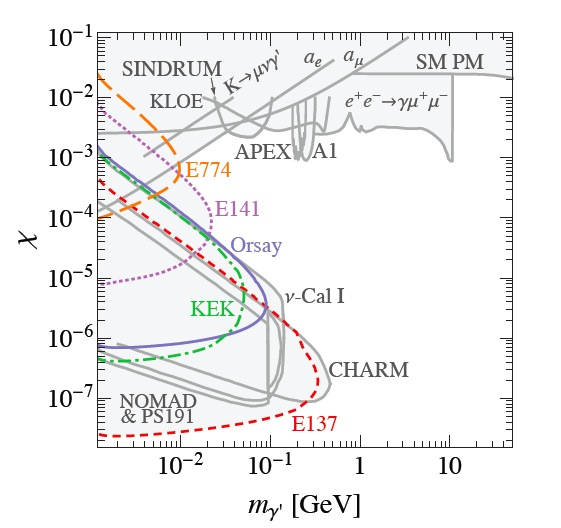 10⁻¹
10⁻²
10⁻³
10⁻⁴
10⁻⁵
10⁻⁶
10⁻⁷
χ
SINDRUM
K→μνγ′
aₑ
a_μ
SM PM
KLOE
e⁺e⁻→γμ⁺μ⁻
APEX
A1
E774
E141
Orsay
KEK
ν-Cal I
CHARM
NOMAD
& PS191
E137
10⁻²
10⁻¹
1
10
m_γ′ [GeV]